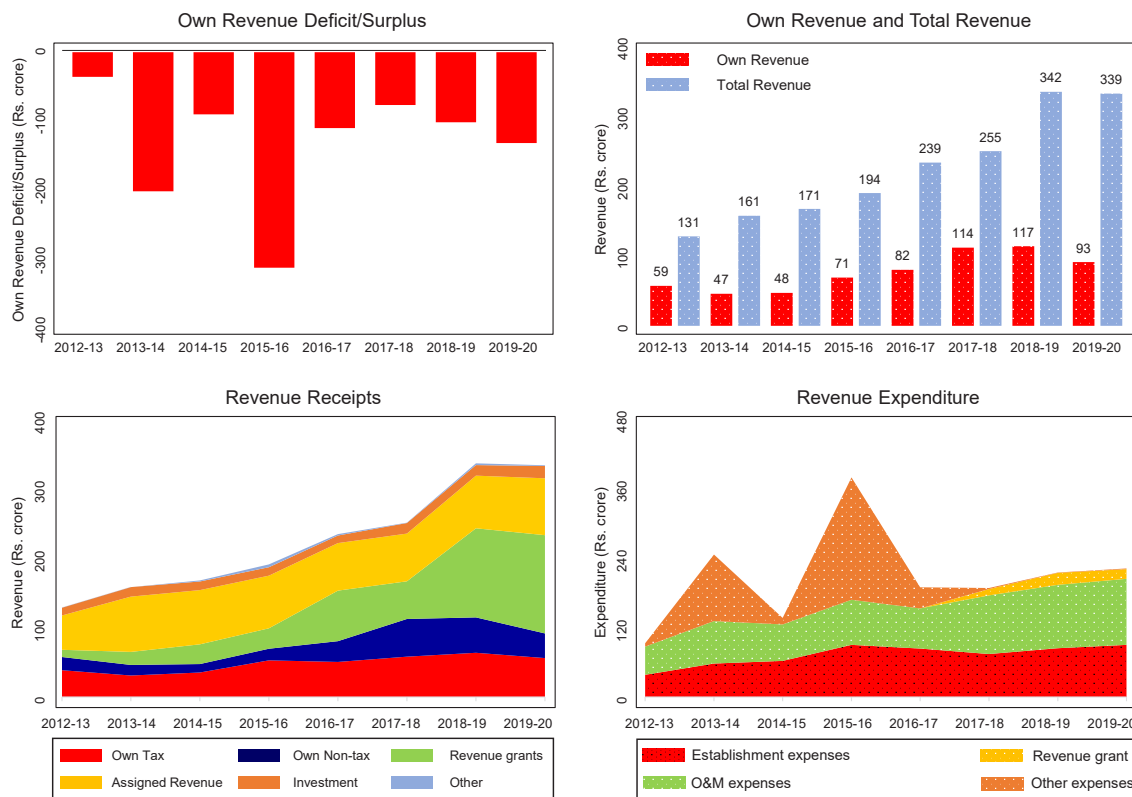 Own Revenue Deficit/Surplus
Own Revenue Deficit/Surplus (Rs. crore)
0
-100
-200
-300
-400
2012-13 2013-14 2014-15 2015-16 2016-17 2017-18 2018-19 2019-20
Own Revenue and Total Revenue
Revenue (Rs. crore)
400
300
200
100
0
Own Revenue
Total Revenue
59 131 47 161 48 171 71 194 82 239 114 255 117 342 93 339
2012-13 2013-14 2014-15 2015-16 2016-17 2017-18 2018-19 2019-20
Revenue Receipts
Revenue (Rs. crore)
400
300
200
100
0
2012-13 2013-14 2014-15 2015-16 2016-17 2017-18 2018-19 2019-20
Own Tax Own Non-tax Revenue grants
Assigned Revenue Investment Other
Revenue Expenditure
Expenditure (Rs. crore)
480
360
240
120
0
2012-13 2013-14 2014-15 2015-16 2016-17 2017-18 2018-19 2019-20
Establishment expenses Revenue grant
O&M expenses Other expenses